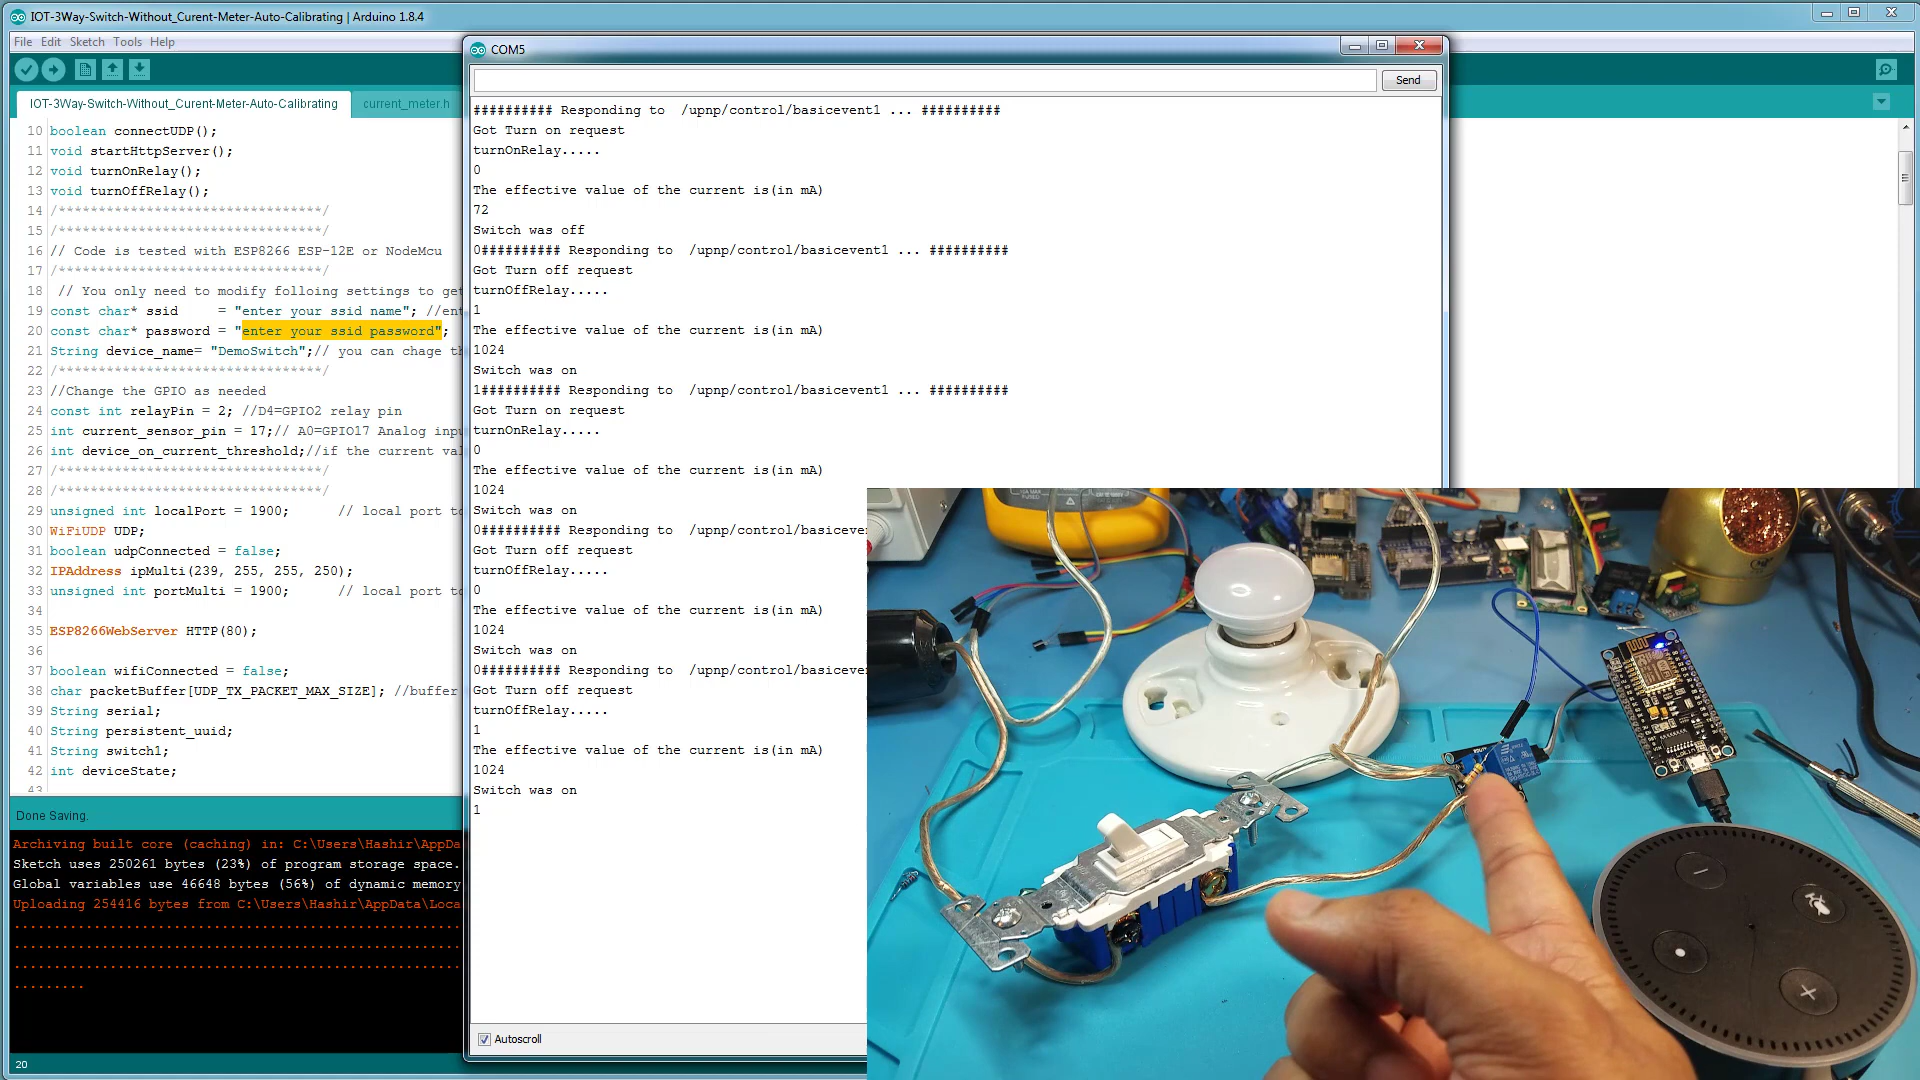 IOT-3Way-Switch-Without_Curent-Meter-Auto-Calibrating | Arduino 1.8.4
File Edit Sketch Tools Help
IOT-3Way-Switch-Without_Curent-Meter-Auto-Calibrating
current_meter.h
10 boolean connectUDP();
11 void startHttpServer();
12 void turnOnRelay();
13 void turnOffRelay();
14 /*********************************/
15 /*********************************/
16 // Code is tested with ESP8266 ESP-12E or NodeMcu
17 /*********************************/
18 // You only need to modify folloing settings to get
19 const char* ssid     = "enter your ssid name"; //ent
20 const char* password = "enter your ssid password";
21 String device_name= "DemoSwitch";// you can chage th
22 /*********************************/
23 //Change the GPIO as needed
24 const int relayPin = 2; //D4=GPIO2 relay pin
25 int current_sensor_pin = 17;// A0=GPIO17 Analog inpu
26 int device_on_current_threshold;//if the current val
27 /*********************************/
28 /*********************************/
29 unsigned int localPort = 1900;      // local port to
30 WiFiUDP UDP;
31 boolean udpConnected = false;
32 IPAddress ipMulti(239, 255, 255, 250);
33 unsigned int portMulti = 1900;      // local port to
34
35 ESP8266WebServer HTTP(80);
36
37 boolean wifiConnected = false;
38 char packetBuffer[UDP_TX_PACKET_MAX_SIZE]; //buffer
39 String serial;
40 String persistent_uuid;
41 String switch1;
42 int deviceState;
43
Done Saving.
Archiving built core (caching) in: C:\Users\Hashir\AppDa
Sketch uses 250261 bytes (23%) of program storage space.
Global variables use 46648 bytes (56%) of dynamic memory
Uploading 254416 bytes from C:\Users\Hashir\AppData\Loca
20
COM5
Send
########## Responding to  /upnp/control/basicevent1 ... ##########
Got Turn on request
turnOnRelay.....
0
The effective value of the current is(in mA)
72
Switch was off
0########## Responding to  /upnp/control/basicevent1 ... ##########
Got Turn off request
turnOffRelay.....
1
The effective value of the current is(in mA)
1024
Switch was on
1########## Responding to  /upnp/control/basicevent1 ... ##########
Got Turn on request
turnOnRelay.....
0
The effective value of the current is(in mA)
1024
Switch was on
0########## Responding to  /upnp/control/basiceve
Got Turn off request
turnOffRelay.....
0
The effective value of the current is(in mA)
1024
Switch was on
0########## Responding to  /upnp/control/basiceve
Got Turn off request
turnOffRelay.....
1
The effective value of the current is(in mA)
1024
Switch was on
1
Autoscroll